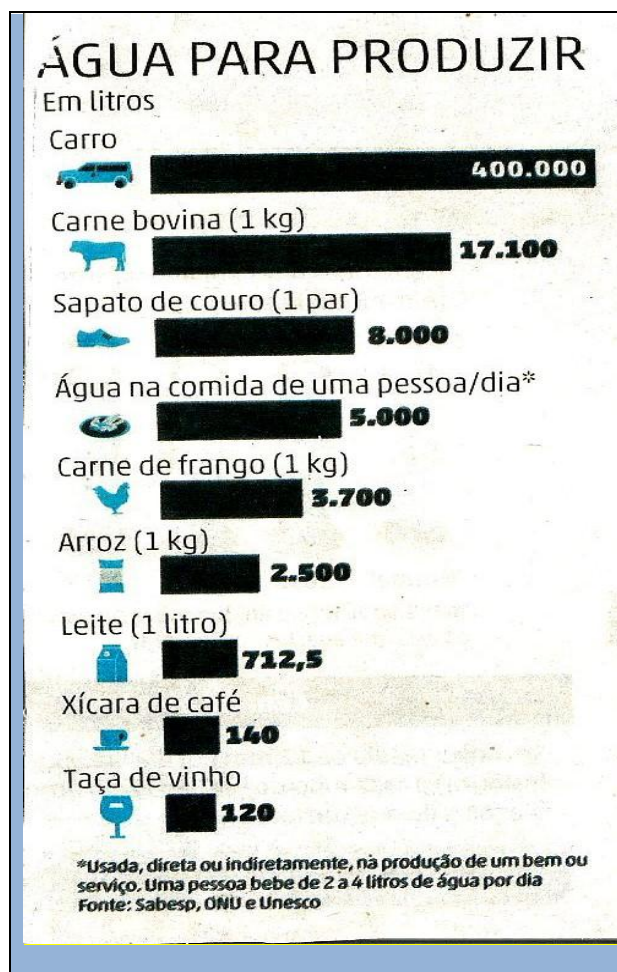 ÁGUA PARA PRODUZIR
Em litros
Carro
400.000
Carne bovina (1 kg)
17.100
Sapato de couro (1 par)
8.000
Água na comida de uma pessoa/dia*
5.000
Carne de frango (1 kg)
3.700
Arroz (1 kg)
2.500
Leite (1 litro)
712,5
Xícara de café
140
Taça de vinho
120
*Usada, direta ou indiretamente, na produção de um bem ou
serviço. Uma pessoa bebe de 2 a 4 litros de água por dia
Fonte: Sabesp, ONU e Unesco